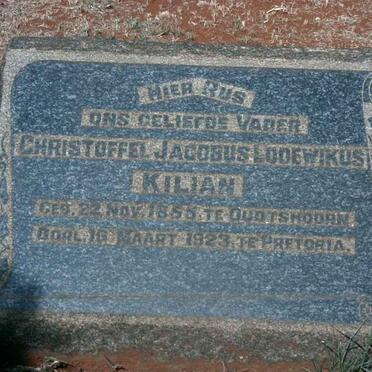 HIER RUS
ONS GELIEFDE VADER
CHRISTOFFEL JACOBUS LODEWIKUS
KILIAN
GEB. 22 NOV. 1855, TE OUDTSHOORN
OORL. 16 MAART 1923, TE PRETORIA.